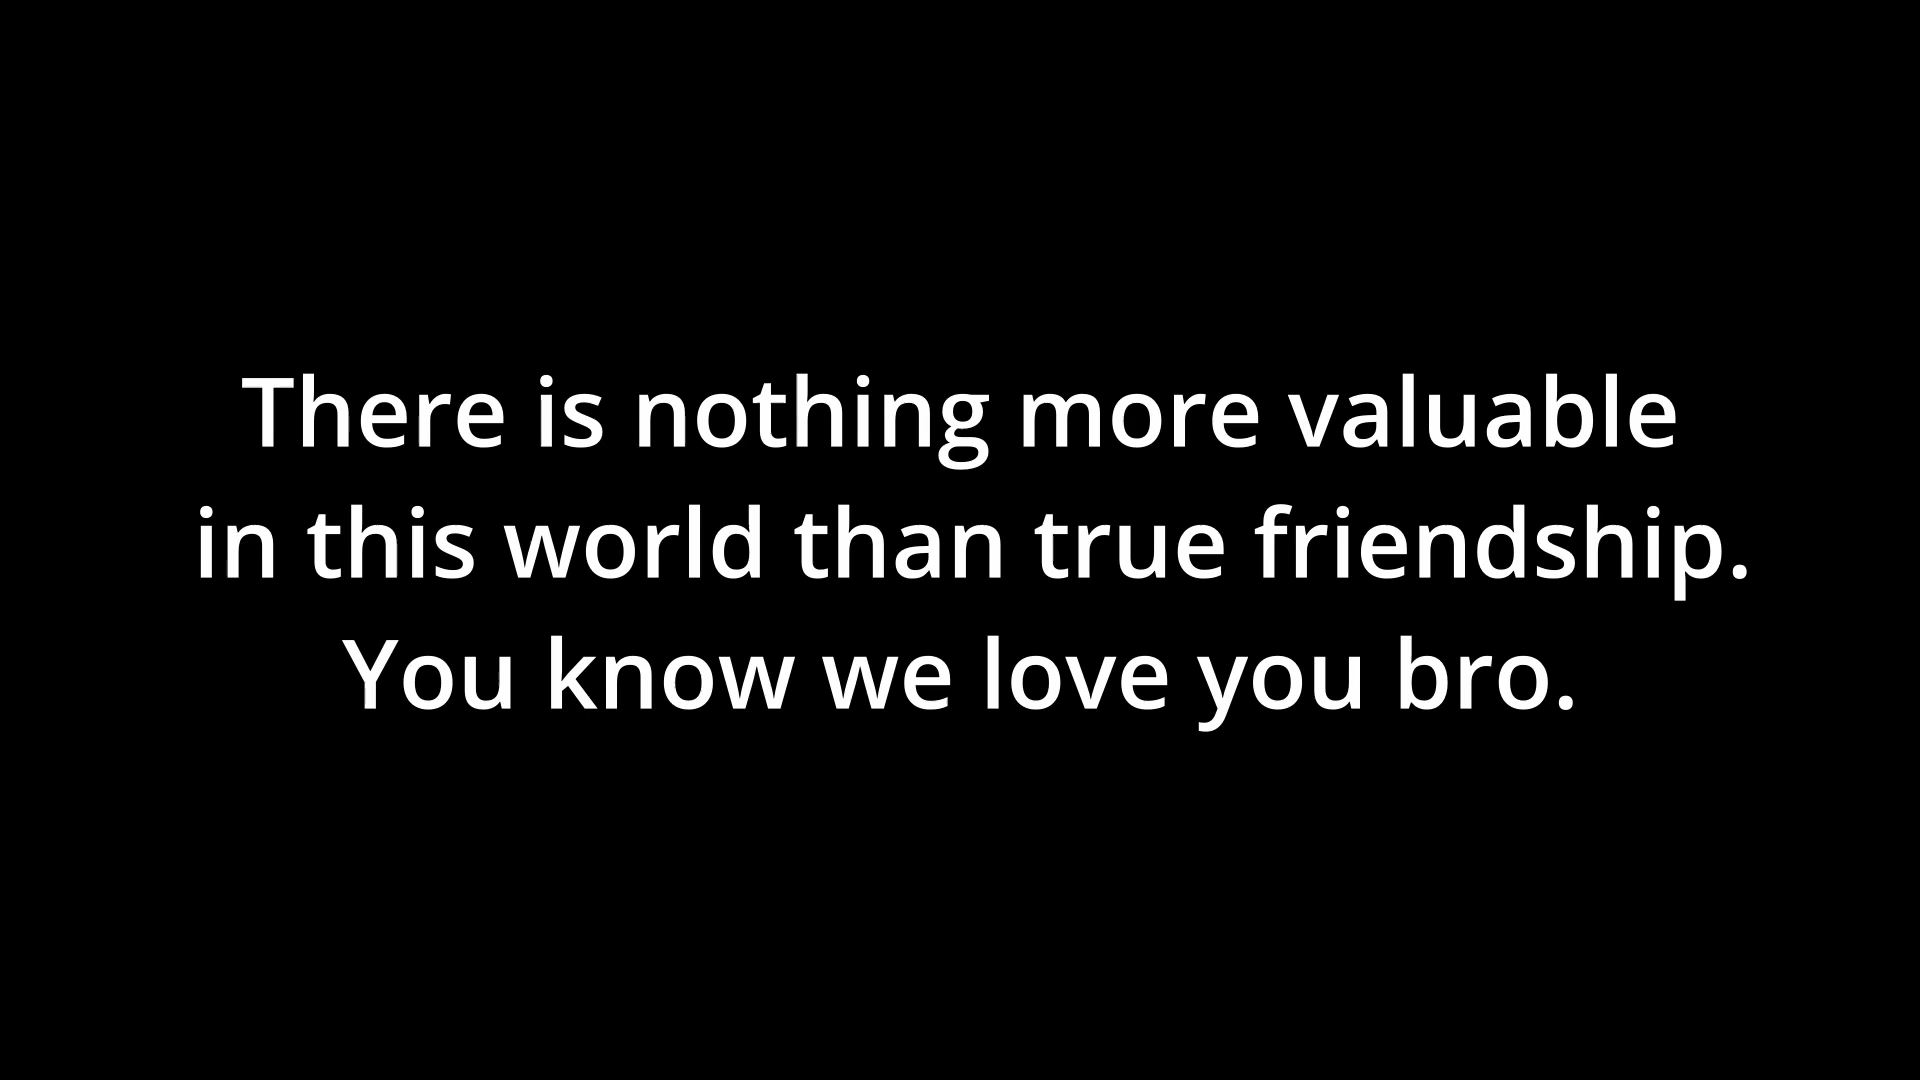 There is nothing more valuable
in this world than true friendship.
You know we love you bro.